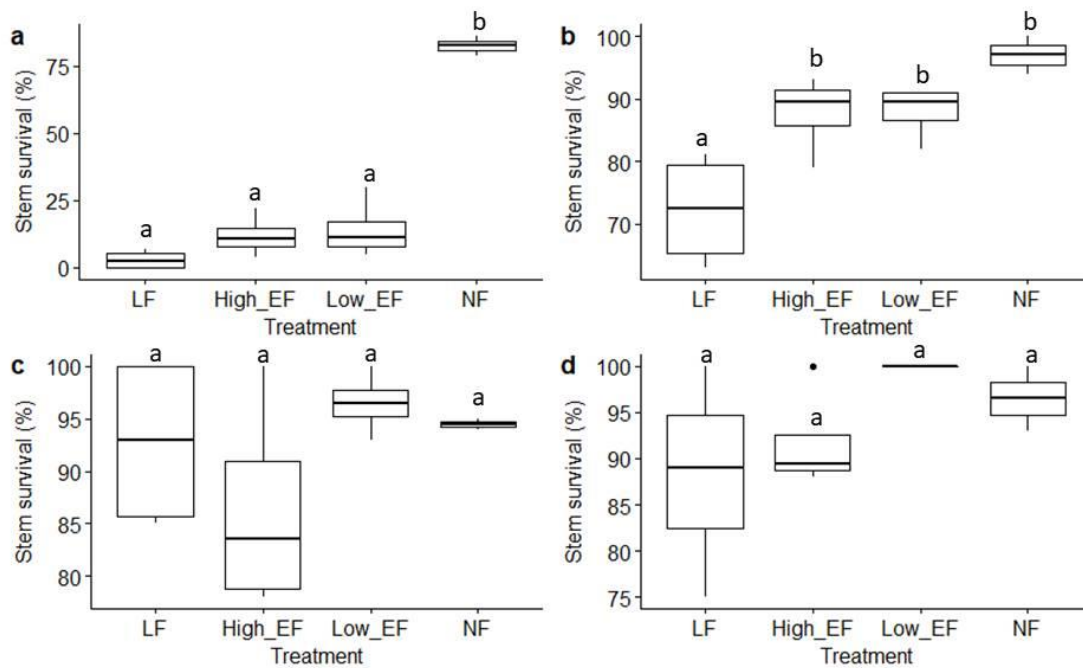 a
Stem survival (%)
75
50
25
0
a
a
a
b
LF
High_EF
Low_EF
NF
Treatment
b
Stem survival (%)
100
90
80
70
a
b
b
b
LF
High_EF
Low_EF
NF
Treatment
c
Stem survival (%)
100
95
90
85
80
a
a
a
a
LF
High_EF
Low_EF
NF
Treatment
d
Stem survival (%)
100
95
90
85
80
75
a
a
a
a
LF
High_EF
Low_EF
NF
Treatment